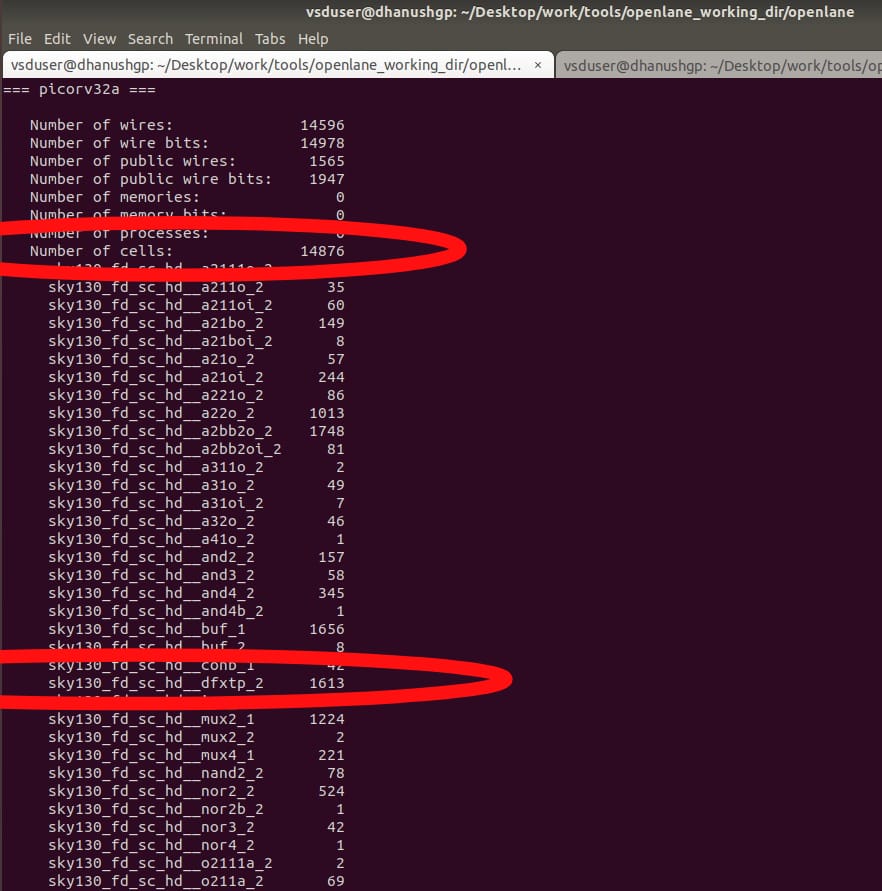 vsduser@dhanushgp: ~/Desktop/work/tools/openlane_working_dir/openlane
File Edit View Search Terminal Tabs Help
vsduser@dhanushgp: ~/Desktop/work/tools/openlane_working_dir/openl... × vsduser@dhanushgp: ~/Desktop/work/tools/op
=== picorv32a ===
Number of wires: 14596
Number of wire bits: 14978
Number of public wires: 1565
Number of public wire bits: 1947
Number of memories: 0
Number of memory bits: 0
Number of processes: 0
Number of cells: 14876
sky130_fd_sc_hd__a2111o_2
sky130_fd_sc_hd__a211o_2 35
sky130_fd_sc_hd__a211oi_2 60
sky130_fd_sc_hd__a21bo_2 149
sky130_fd_sc_hd__a21boi_2 8
sky130_fd_sc_hd__a21o_2 57
sky130_fd_sc_hd__a21oi_2 244
sky130_fd_sc_hd__a221o_2 86
sky130_fd_sc_hd__a22o_2 1013
sky130_fd_sc_hd__a2bb2o_2 1748
sky130_fd_sc_hd__a2bb2oi_2 81
sky130_fd_sc_hd__a311o_2 2
sky130_fd_sc_hd__a31o_2 49
sky130_fd_sc_hd__a31oi_2 7
sky130_fd_sc_hd__a32o_2 46
sky130_fd_sc_hd__a41o_2 1
sky130_fd_sc_hd__and2_2 157
sky130_fd_sc_hd__and3_2 58
sky130_fd_sc_hd__and4_2 345
sky130_fd_sc_hd__and4b_2 1
sky130_fd_sc_hd__buf_1 1656
sky130_fd_sc_hd__buf_2 8
sky130_fd_sc_hd__conb_1 42
sky130_fd_sc_hd__dfxtp_2 1613
sky130_fd_sc_hd__mux2_1 1224
sky130_fd_sc_hd__mux2_2 2
sky130_fd_sc_hd__mux4_1 221
sky130_fd_sc_hd__nand2_2 78
sky130_fd_sc_hd__nor2_2 524
sky130_fd_sc_hd__nor2b_2 1
sky130_fd_sc_hd__nor3_2 42
sky130_fd_sc_hd__nor4_2 1
sky130_fd_sc_hd__o2111a_2 2
sky130_fd_sc_hd__o211a_2 69